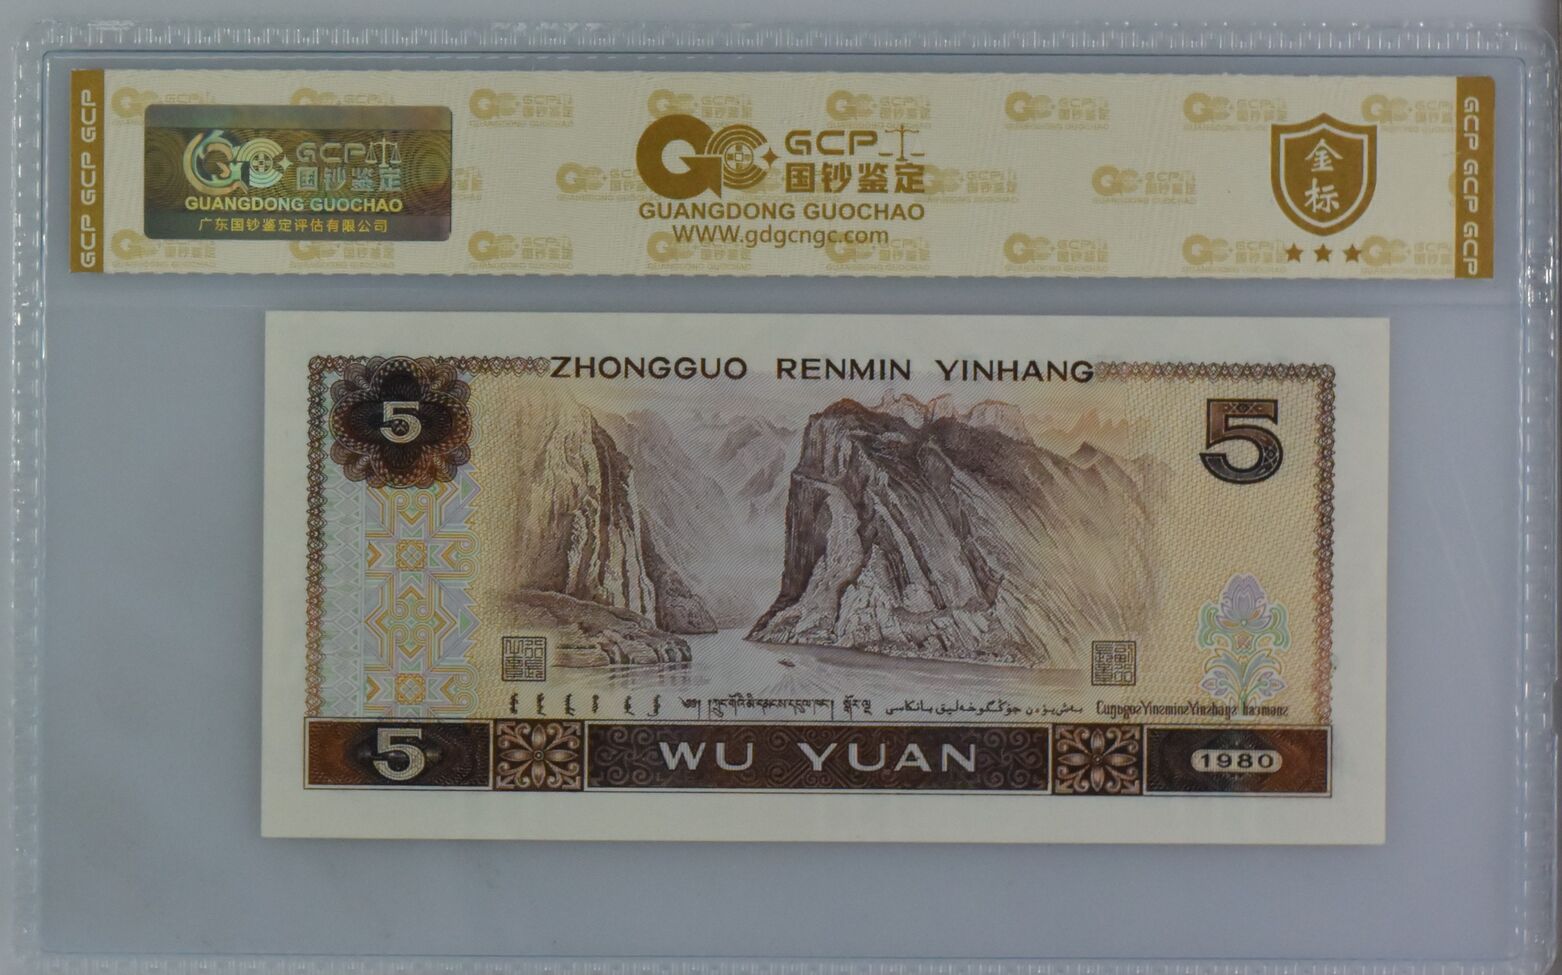 GCP GCP GCP
GCP 国钞鉴定
GUANGDONG GUOCHAO
广东国钞鉴定评估有限公司
GCP
国钞鉴定
GUANGDONG GUOCHAO
WWW.gdgcngc.com
金标
★★★
GCP GCP GCP
ZHONGGUO RENMIN YINHANG
5
5
5
WU YUAN
1980